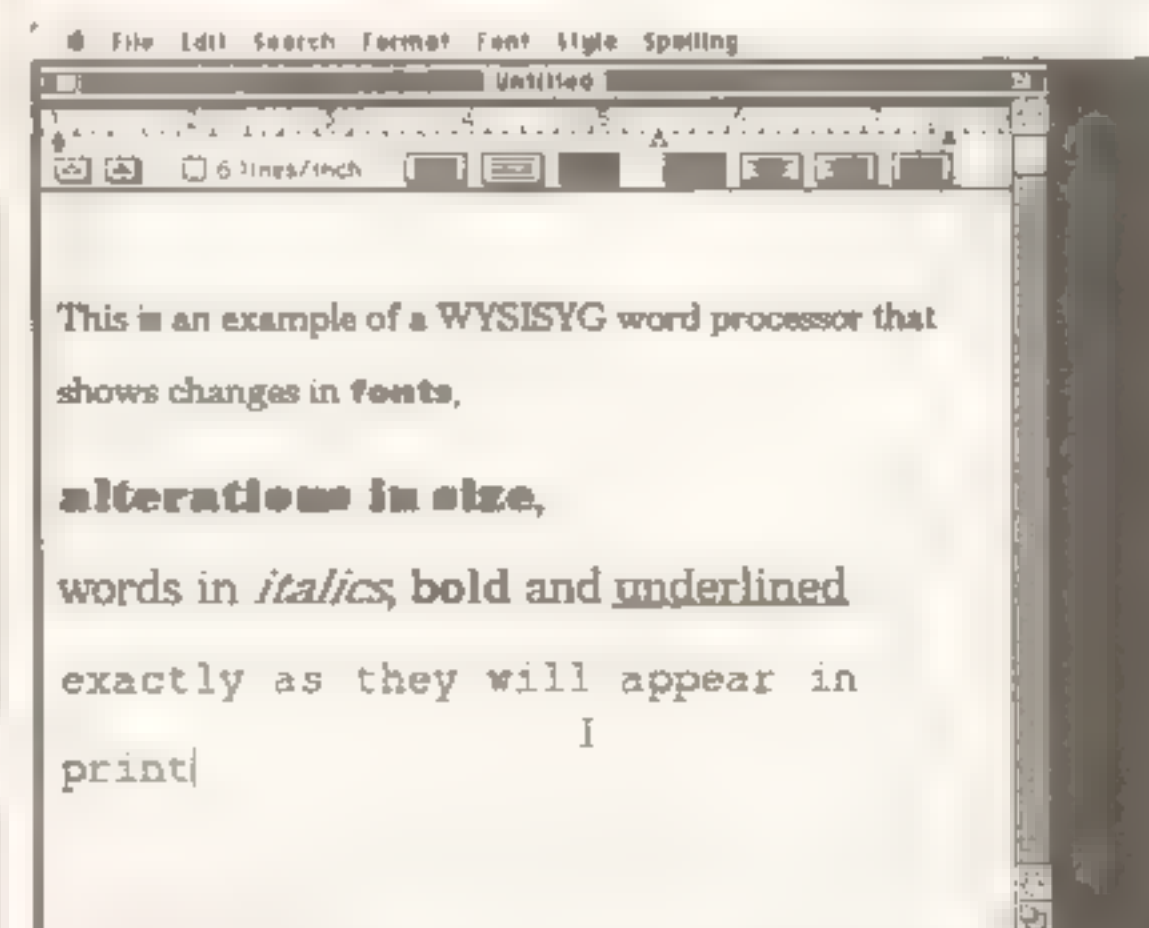 File Edit Search Format Font Style Spelling
Untitled
6 lines/inch
This is an example of a WYSISYG word processor that
shows changes in fonts,
alterations in size,
words in italics, bold and underlined
exactly as they will appear in
print